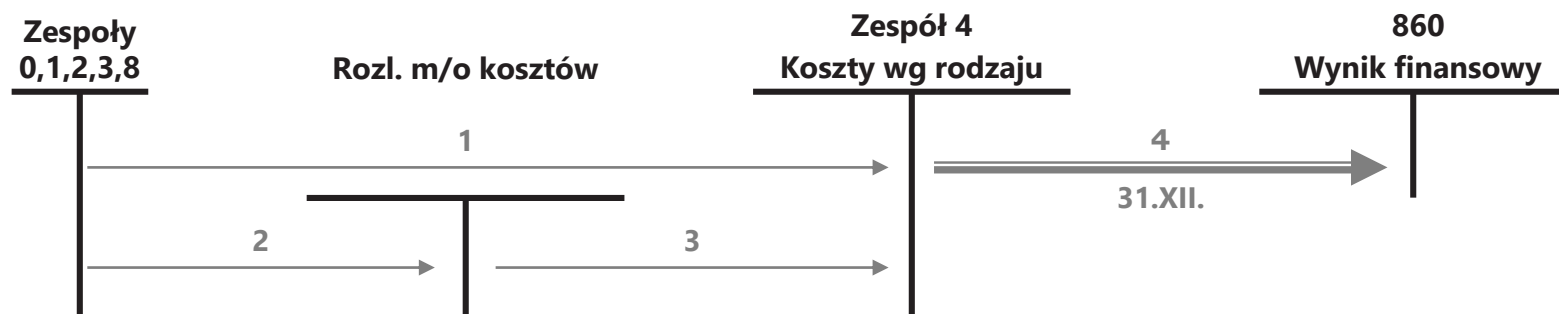 Zespoły
0,1,2,3,8
Rozl. m/o kosztów
Zespół 4
Koszty wg rodzaju
860
Wynik finansowy
1
4
31.XII.
2
3